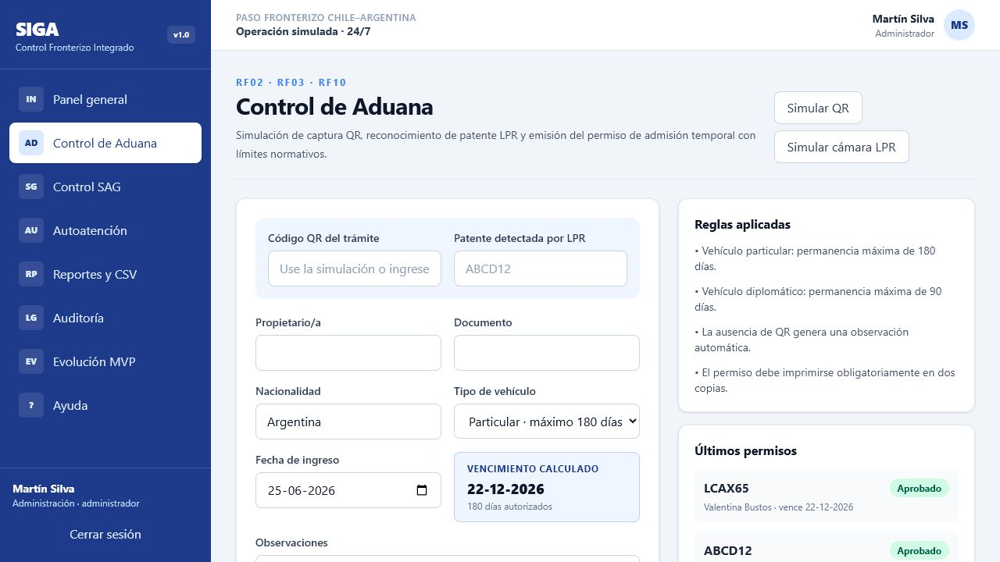 SIGA
Control Fronterizo Integrado
v1.0
IN Panel general
AD Control de Aduana
SG Control SAG
AU Autoatención
RP Reportes y CSV
LG Auditoría
EV Evolución MVP
? Ayuda
Martín Silva
Administración · administrador
Cerrar sesión
PASO FRONTERIZO CHILE–ARGENTINA
Operación simulada · 24/7
Martín Silva
Administrador
MS
RF02 · RF03 · RF10
Control de Aduana
Simulación de captura QR, reconocimiento de patente LPR y emisión del permiso de admisión temporal con
límites normativos.
Simular QR
Simular cámara LPR
Código QR del trámite
Use la simulación o ingrese
Patente detectada por LPR
ABCD12
Propietario/a
Documento
Nacionalidad
Argentina
Tipo de vehículo
Particular · máximo 180 días
Fecha de ingreso
25-06-2026
VENCIMIENTO CALCULADO
22-12-2026
180 días autorizados
Observaciones
Reglas aplicadas
• Vehículo particular: permanencia máxima de 180
días.
• Vehículo diplomático: permanencia máxima de 90
días.
• La ausencia de QR genera una observación
automática.
• El permiso debe imprimirse obligatoriamente en dos
copias.
Últimos permisos
LCAX65
Aprobado
Valentina Bustos · vence 22-12-2026
ABCD12
Aprobado